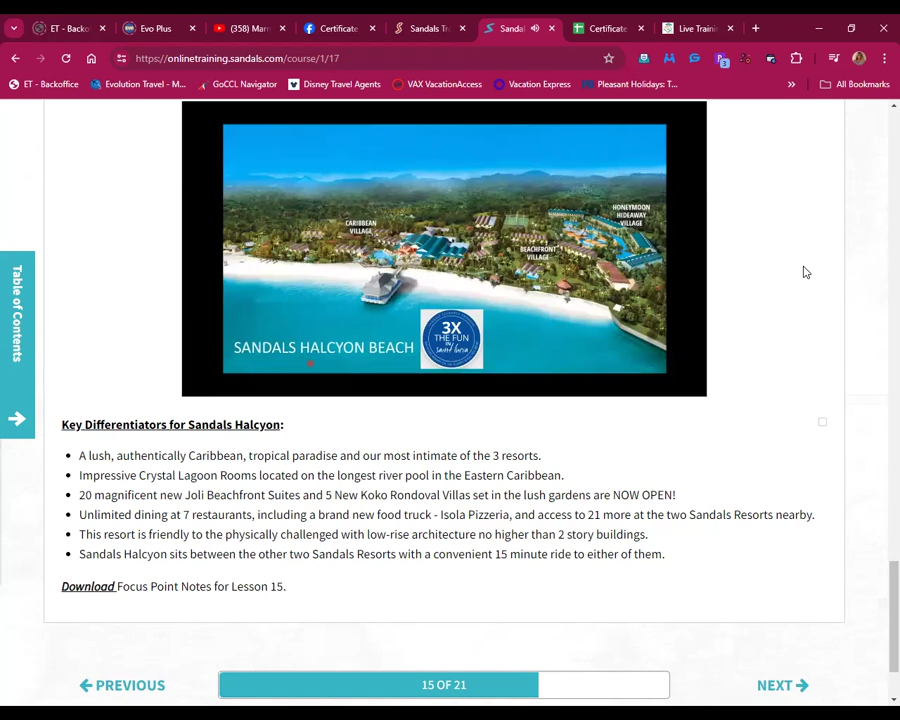 ET - Backo
Evo Plus
(358) Marr
Certificate
Sandals Tr
Sandal
Certificate
Live Trainin
https://onlinetraining.sandals.com/course/1/17
3
ET - Backoffice
Evolution Travel - M...
GoCCL Navigator
Disney Travel Agents
VAX VacationAccess
Vacation Express
Pleasant Holidays: T...
All Bookmarks
CARIBBEAN
VILLAGE
BEACHFRONT
VILLAGE
HONEYMOON
HIDEAWAY
VILLAGE
SANDALS HALCYON BEACH
3X
THE FUN
IN
Saint Lucia
Table of Contents
Key Differentiators for Sandals Halcyon:
A lush, authentically Caribbean, tropical paradise and our most intimate of the 3 resorts.
Impressive Crystal Lagoon Rooms located on the longest river pool in the Eastern Caribbean.
20 magnificent new Joli Beachfront Suites and 5 New Koko Rondoval Villas set in the lush gardens are NOW OPEN!
Unlimited dining at 7 restaurants, including a brand new food truck - Isola Pizzeria, and access to 21 more at the two Sandals Resorts nearby.
This resort is friendly to the physically challenged with low-rise architecture no higher than 2 story buildings.
Sandals Halcyon sits between the other two Sandals Resorts with a convenient 15 minute ride to either of them.
Download Focus Point Notes for Lesson 15.
PREVIOUS
15 OF 21
NEXT